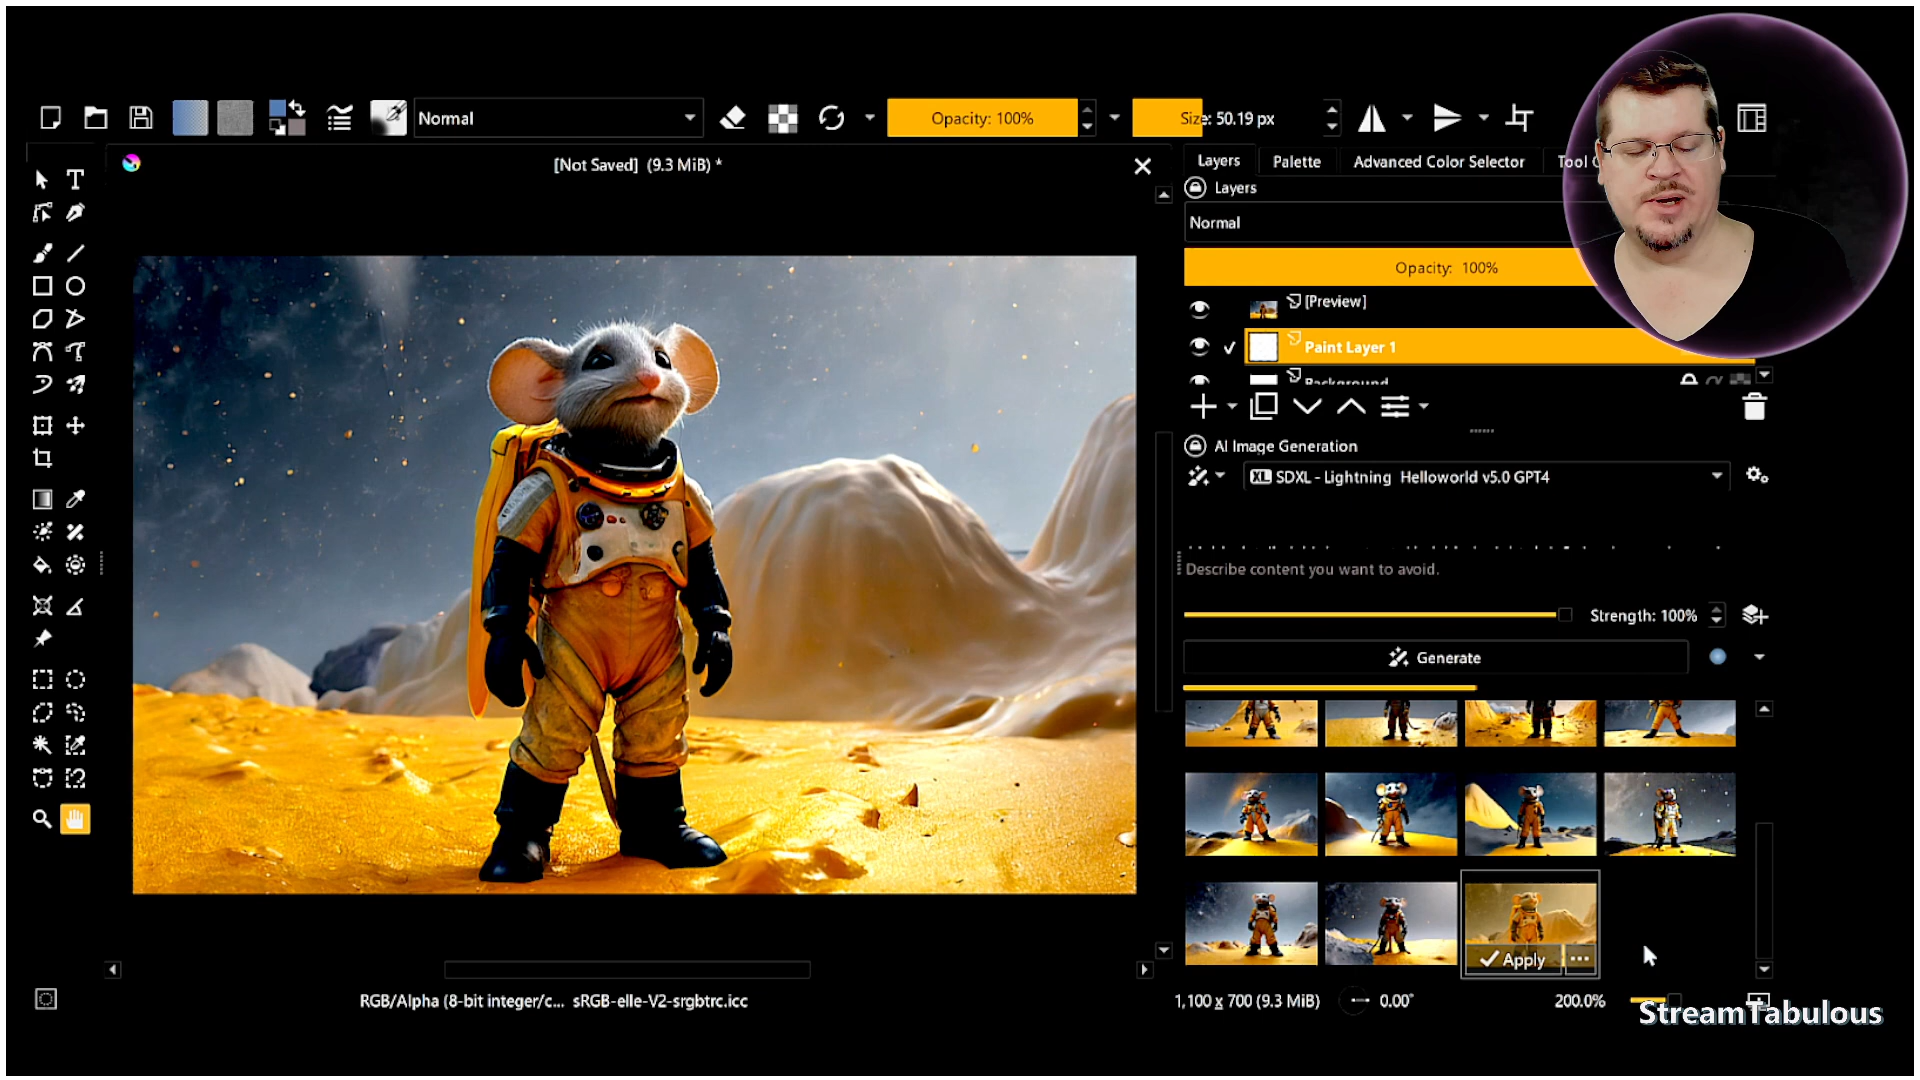 Normal
Opacity: 100%
Size: 50.19 px
[Not Saved] (9.3 MiB) *
Layers
Palette
Advanced Color Selector
Tool
Layers
Normal
Opacity: 100%
[Preview]
Paint Layer 1
Background
AI Image Generation
XL SDXL - Lightning Helloworld v5.0 GPT4
Describe content you want to avoid.
Strength: 100%
Generate
Apply
RGB/Alpha (8-bit integer/c... sRGB-elle-V2-srgbtrc.icc
1,100 x 700 (9.3 MiB)
0.00°
200.0%
StreamTabulous